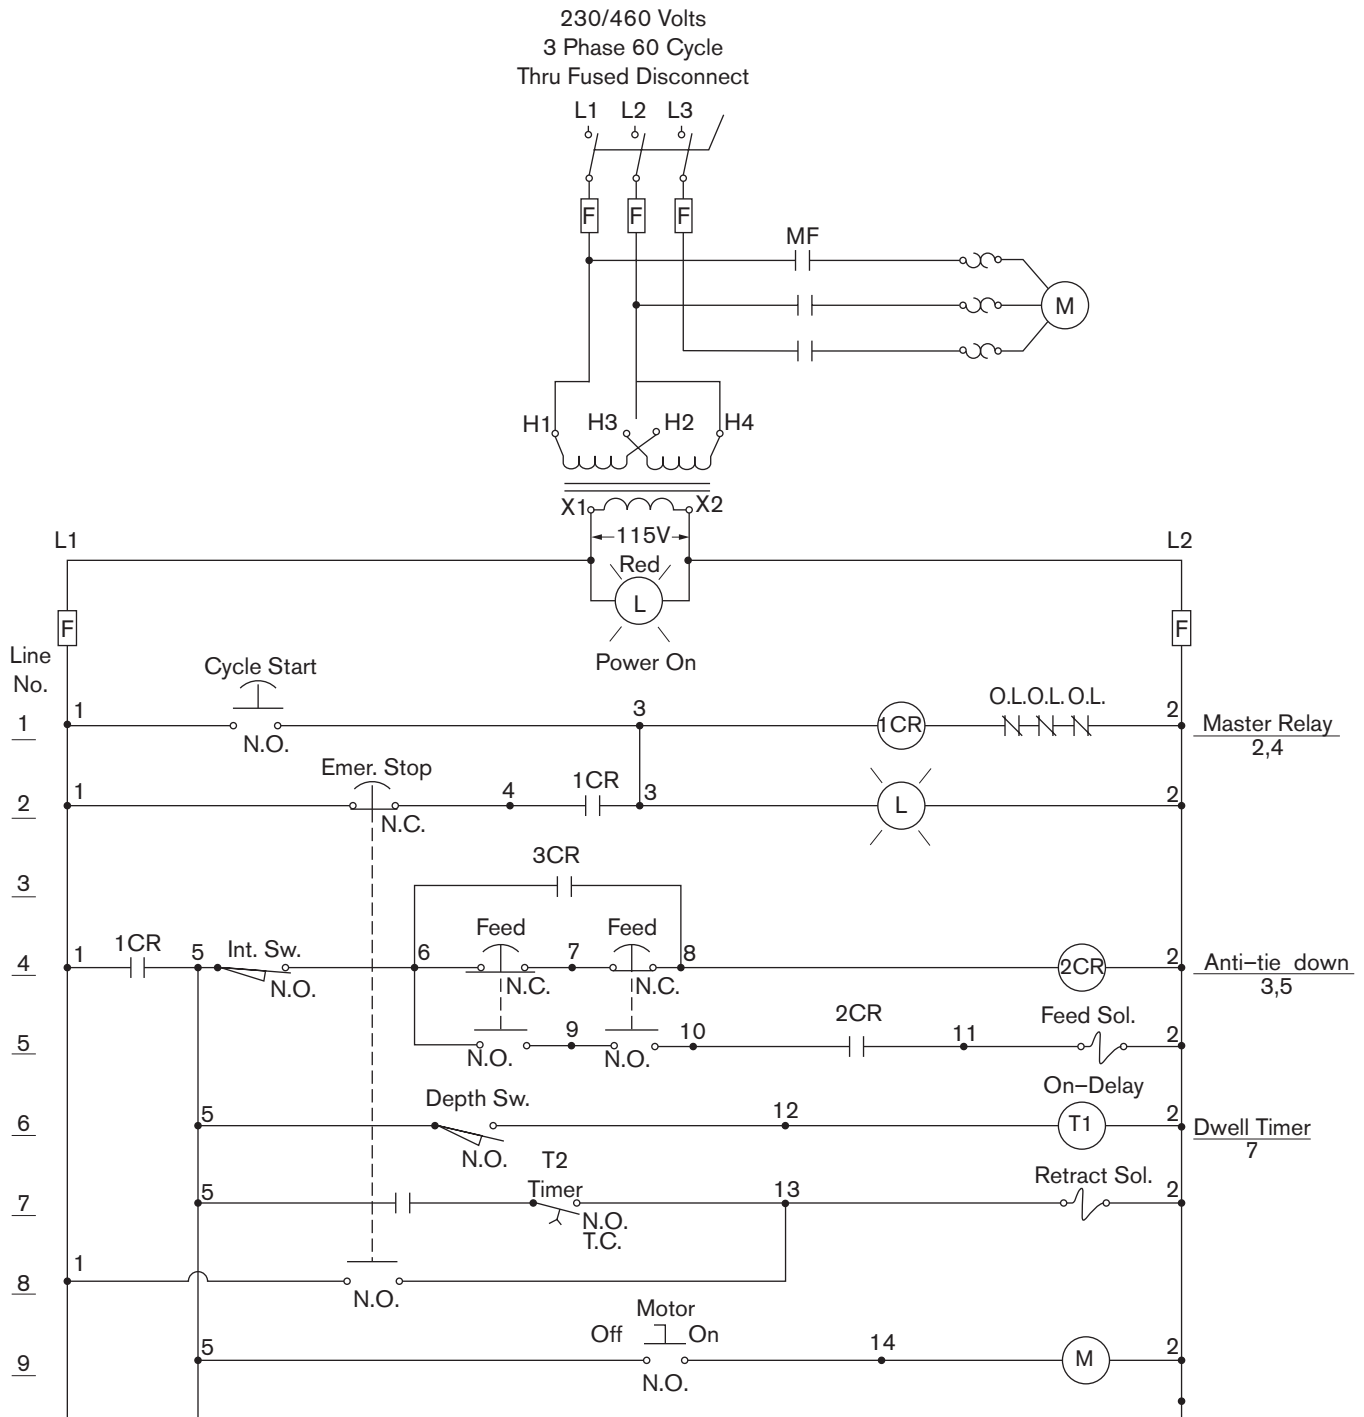 230/460 Volts
3 Phase 60 Cycle
Thru Fused Disconnect
L1 L2 L3
F F F
MF
M
H1 H3 H2 H4
X1 X2
115V
L1 L2
Red
L
F F
Power On
Line
No.
Cycle Start
O.L. O.L. O.L.
1 1 3 1CR 2 Master Relay
N.O. 2,4
Emer. Stop
1CR
2 1 4 3 L 2
N.C.
3CR
3
Feed Feed
1CR Int. Sw.
4 1 5 6 7 8 2CR 2 Anti-tie down
N.O. N.C. N.C. 3,5
2CR Feed Sol.
5 9 10 11 2
N.O. N.O.
On-Delay
Depth Sw.
6 5 12 T1 2 Dwell Timer
N.O. 7
T2
Timer Retract Sol.
7 5 13 2
N.O.
T.C.
8 1
N.O.
Motor
Off On
9 5 14 M 2
N.O.